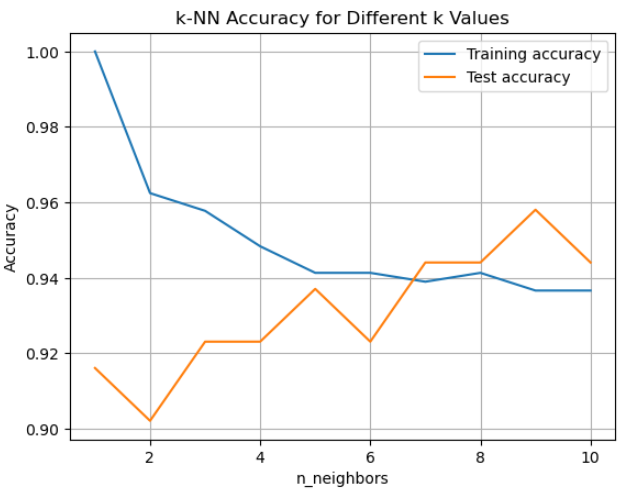 k-NN Accuracy for Different k Values
1.00
0.98
0.96
0.94
0.92
0.90
Accuracy
Training accuracy
Test accuracy
2 4 6 8 10
n_neighbors